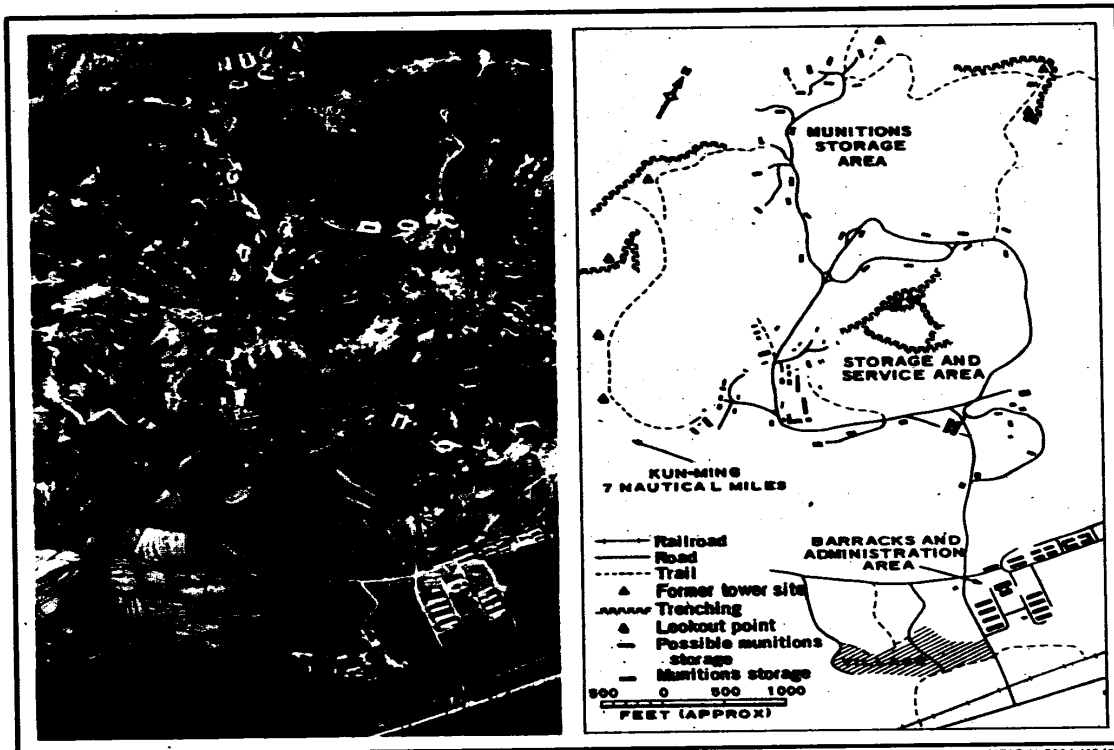 MUNITIONS
STORAGE
AREA
STORAGE AND
SERVICE AREA
KUN-MING
7 NAUTICAL MILES
BARRACKS AND
ADMINISTRATION
AREA
Railroad
Road
Trail
Former tower site
Trenching
Lookout point
Possible munitions
storage
Munitions storage
VILLAGE
500 0 500 1000
FEET (APPROX)